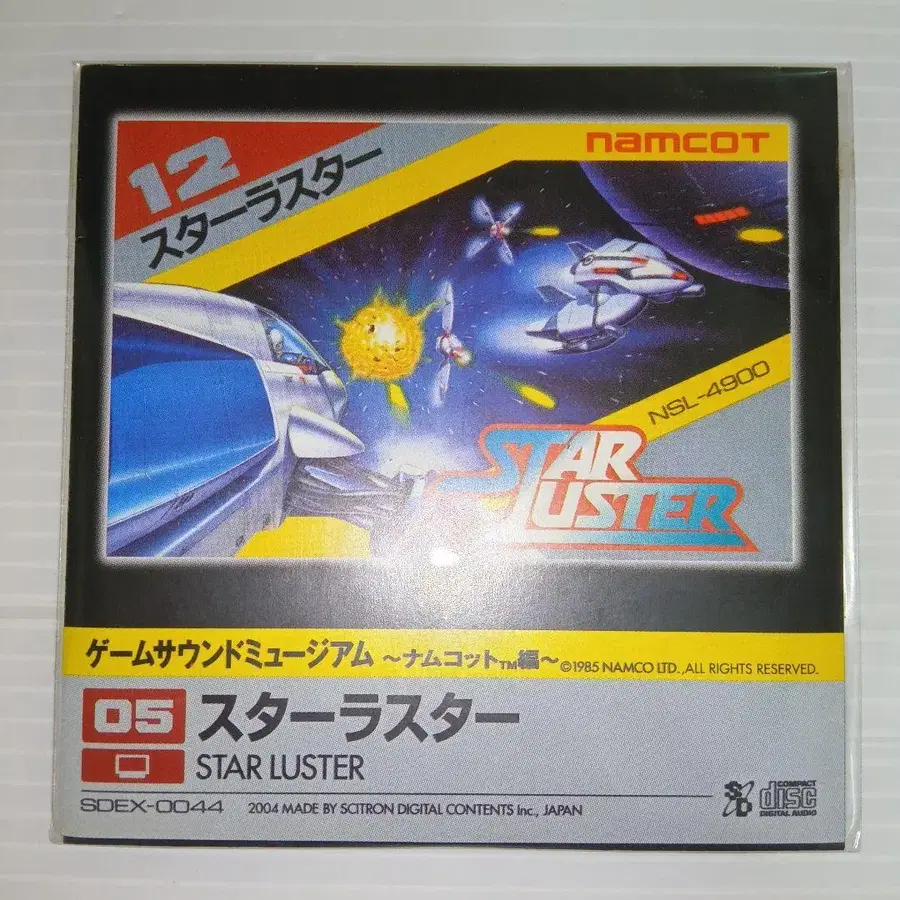 12
スターラスター
namcoT
NSL-4900
STAR
LUSTER
ゲームサウンドミュージアム ～ナムコット™編～ ©1985 NAMCO LTD.,ALL RIGHTS RESERVED.
05 スターラスター
STAR LUSTER
SDEX-0044 2004 MADE BY SCITRON DIGITAL CONTENTS Inc., JAPAN
SD
COMPACT
disc
DIGITAL AUDIO